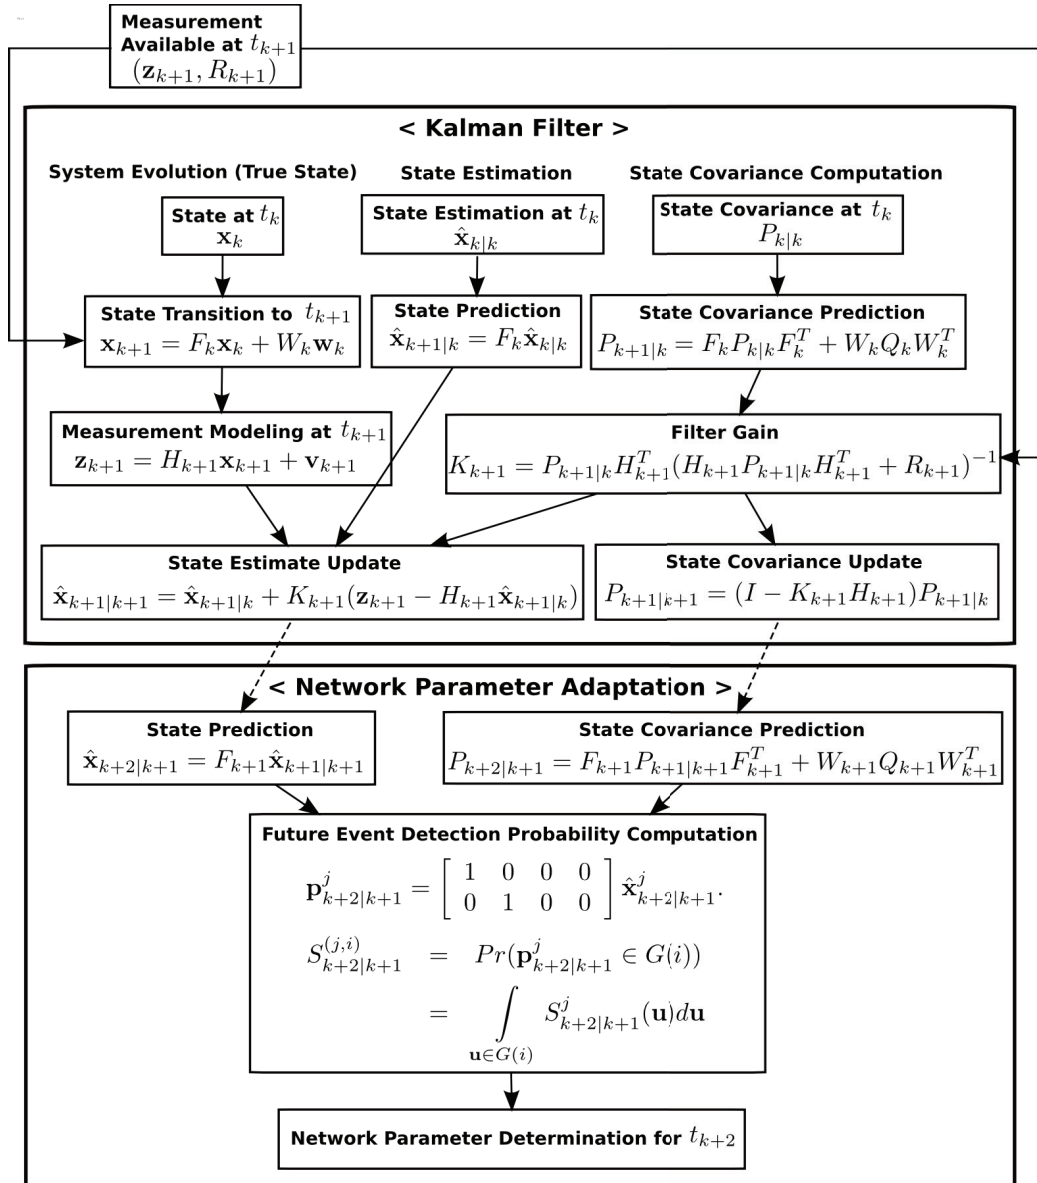 Measurement
Available at t_{k+1}
(z_{k+1}, R_{k+1})
< Kalman Filter >
System Evolution (True State)
State Estimation
State Covariance Computation
State at t_k
x_k
State Estimation at t_k
x̂_{k|k}
State Covariance at t_k
P_{k|k}
State Transition to t_{k+1}
x_{k+1} = F_k x_k + W_k w_k
State Prediction
x̂_{k+1|k} = F_k x̂_{k|k}
State Covariance Prediction
P_{k+1|k} = F_k P_{k|k} F_k^T + W_k Q_k W_k^T
Measurement Modeling at t_{k+1}
z_{k+1} = H_{k+1} x_{k+1} + v_{k+1}
Filter Gain
K_{k+1} = P_{k+1|k} H_{k+1}^T (H_{k+1} P_{k+1|k} H_{k+1}^T + R_{k+1})^{-1}
State Estimate Update
x̂_{k+1|k+1} = x̂_{k+1|k} + K_{k+1}(z_{k+1} − H_{k+1} x̂_{k+1|k})
State Covariance Update
P_{k+1|k+1} = (I − K_{k+1} H_{k+1}) P_{k+1|k}
< Network Parameter Adaptation >
State Prediction
x̂_{k+2|k+1} = F_{k+1} x̂_{k+1|k+1}
State Covariance Prediction
P_{k+2|k+1} = F_{k+1} P_{k+1|k+1} F_{k+1}^T + W_{k+1} Q_{k+1} W_{k+1}^T
Future Event Detection Probability Computation
p^j_{k+2|k+1} = [1 0 0 0; 0 1 0 0] x̂^j_{k+2|k+1}.
S^{(j,i)}_{k+2|k+1} = Pr(p^j_{k+2|k+1} ∈ G(i))
= ∫_{u∈G(i)} S^j_{k+2|k+1}(u)du
Network Parameter Determination for t_{k+2}